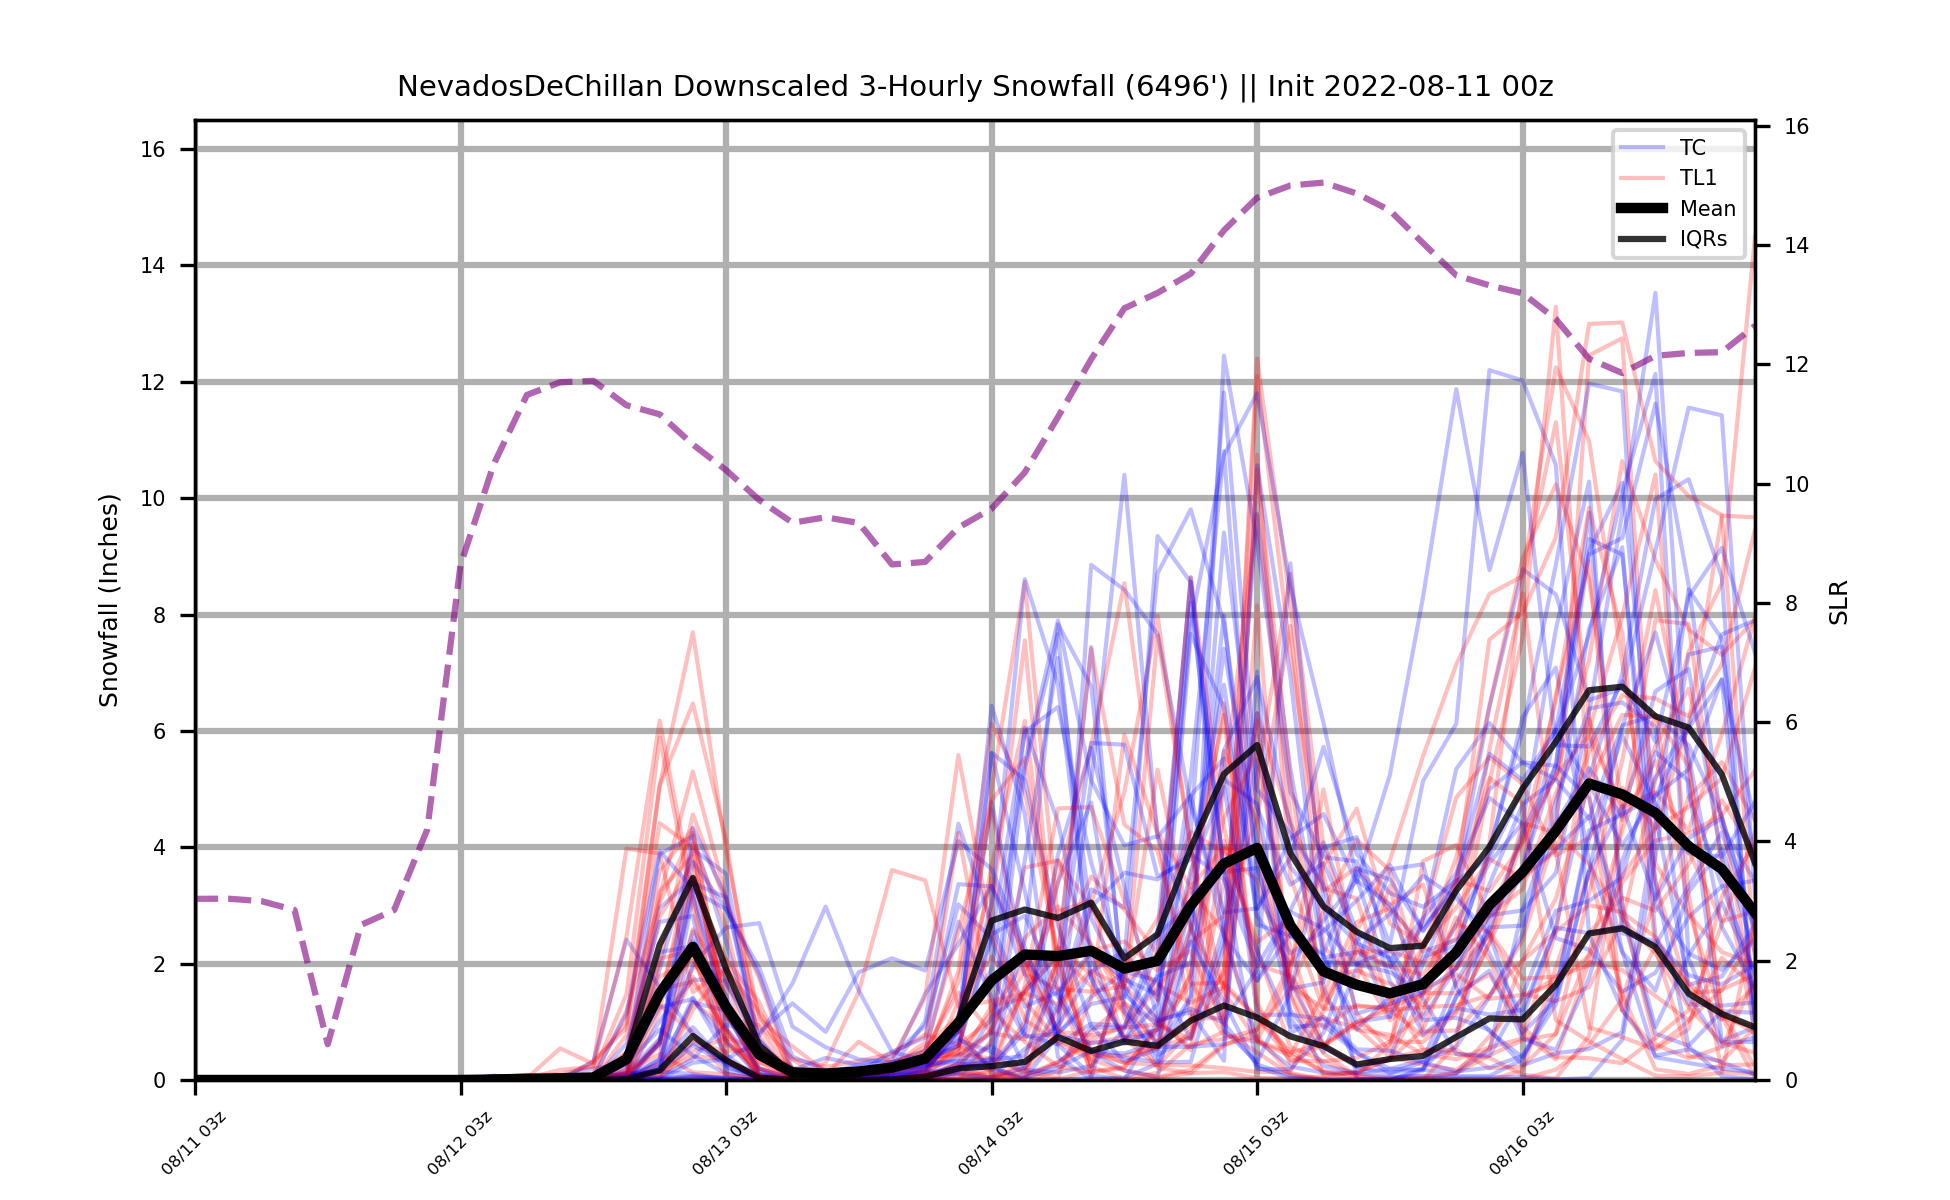 NevadosDeChillan Downscaled 3-Hourly Snowfall (6496') || Init 2022-08-11 00z
TC
TL1
Mean
IQRs
Snowfall (Inches)
16
14
12
10
8
6
4
2
0
SLR
16
14
12
10
8
6
4
2
0
08/11 03z
08/12 03z
08/13 03z
08/14 03z
08/15 03z
08/16 03z